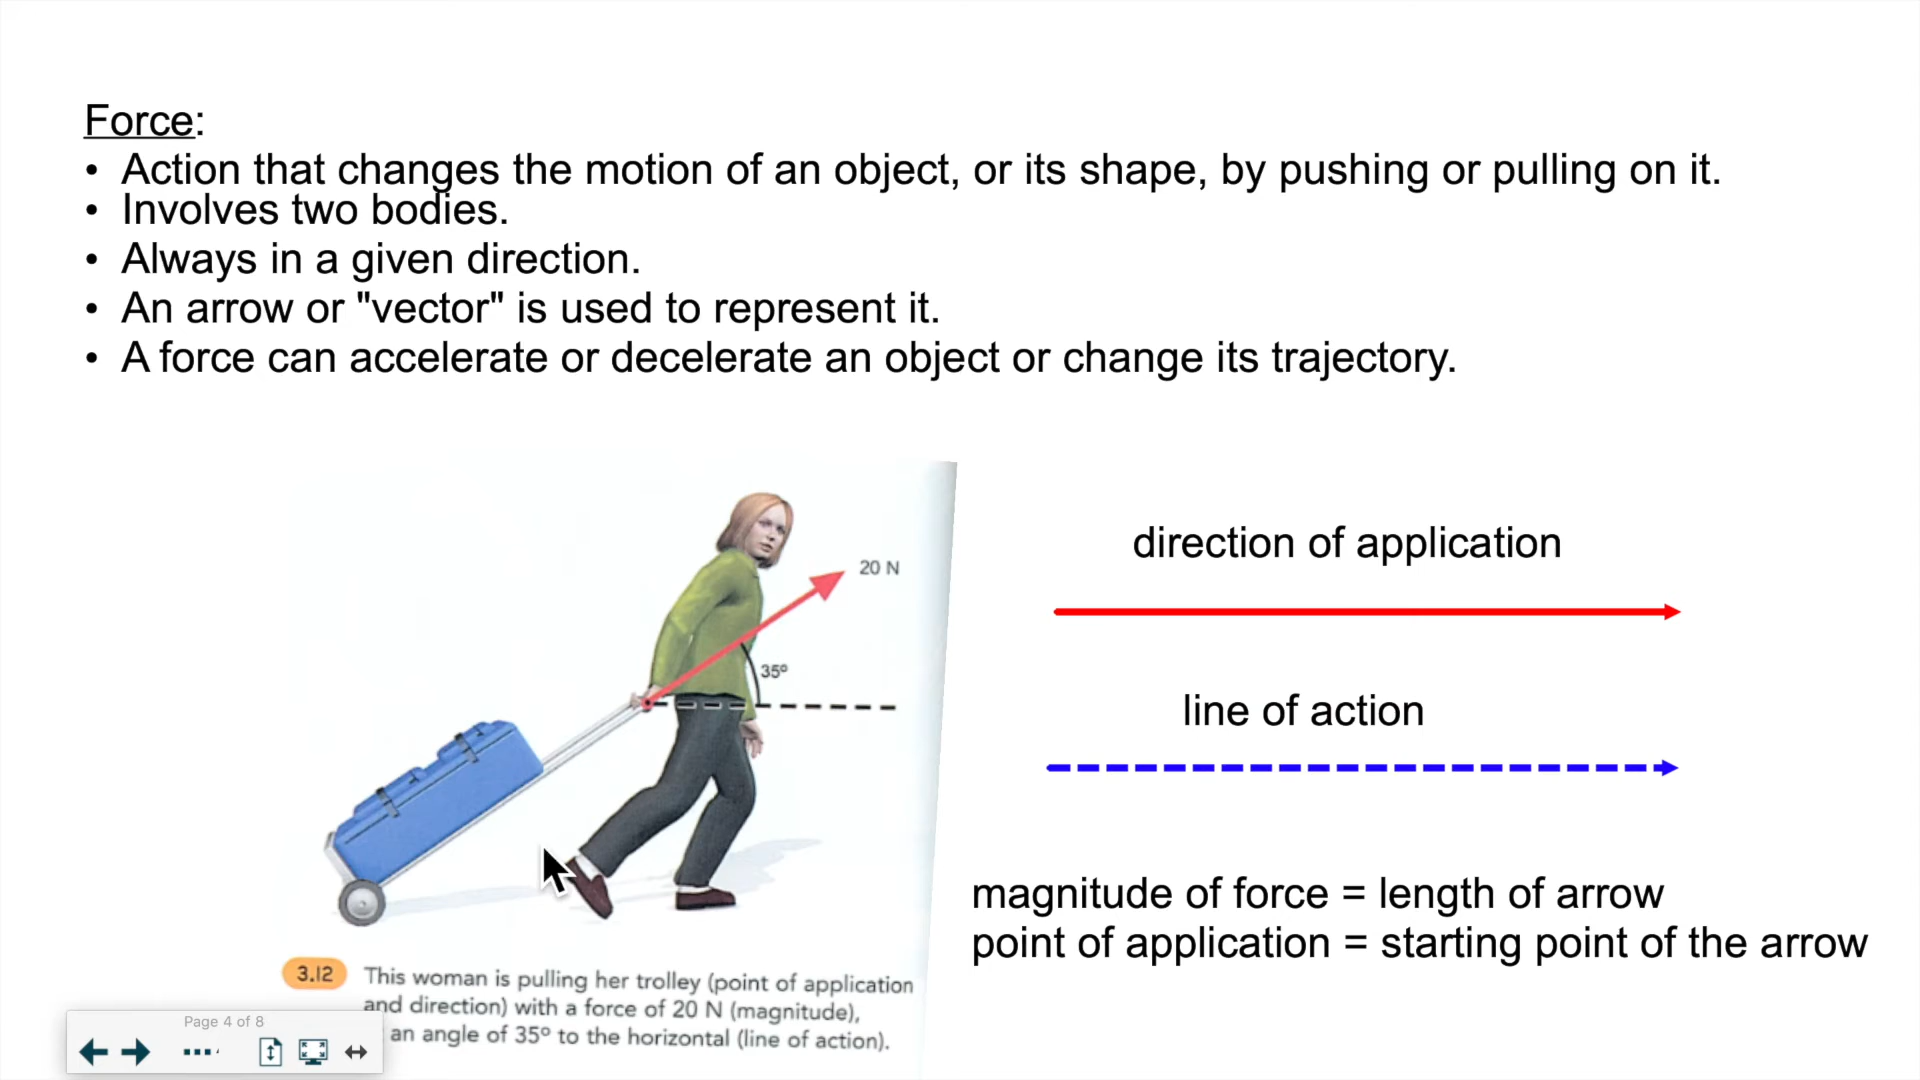 Force:
• Action that changes the motion of an object, or its shape, by pushing or pulling on it.
• Involves two bodies.
• Always in a given direction.
• An arrow or "vector" is used to represent it.
• A force can accelerate or decelerate an object or change its trajectory.
20 N
35º
direction of application
line of action
magnitude of force = length of arrow
point of application = starting point of the arrow
3.12 This woman is pulling her trolley (point of application
and direction) with a force of 20 N (magnitude),
an angle of 35º to the horizontal (line of action).
Page 4 of 8